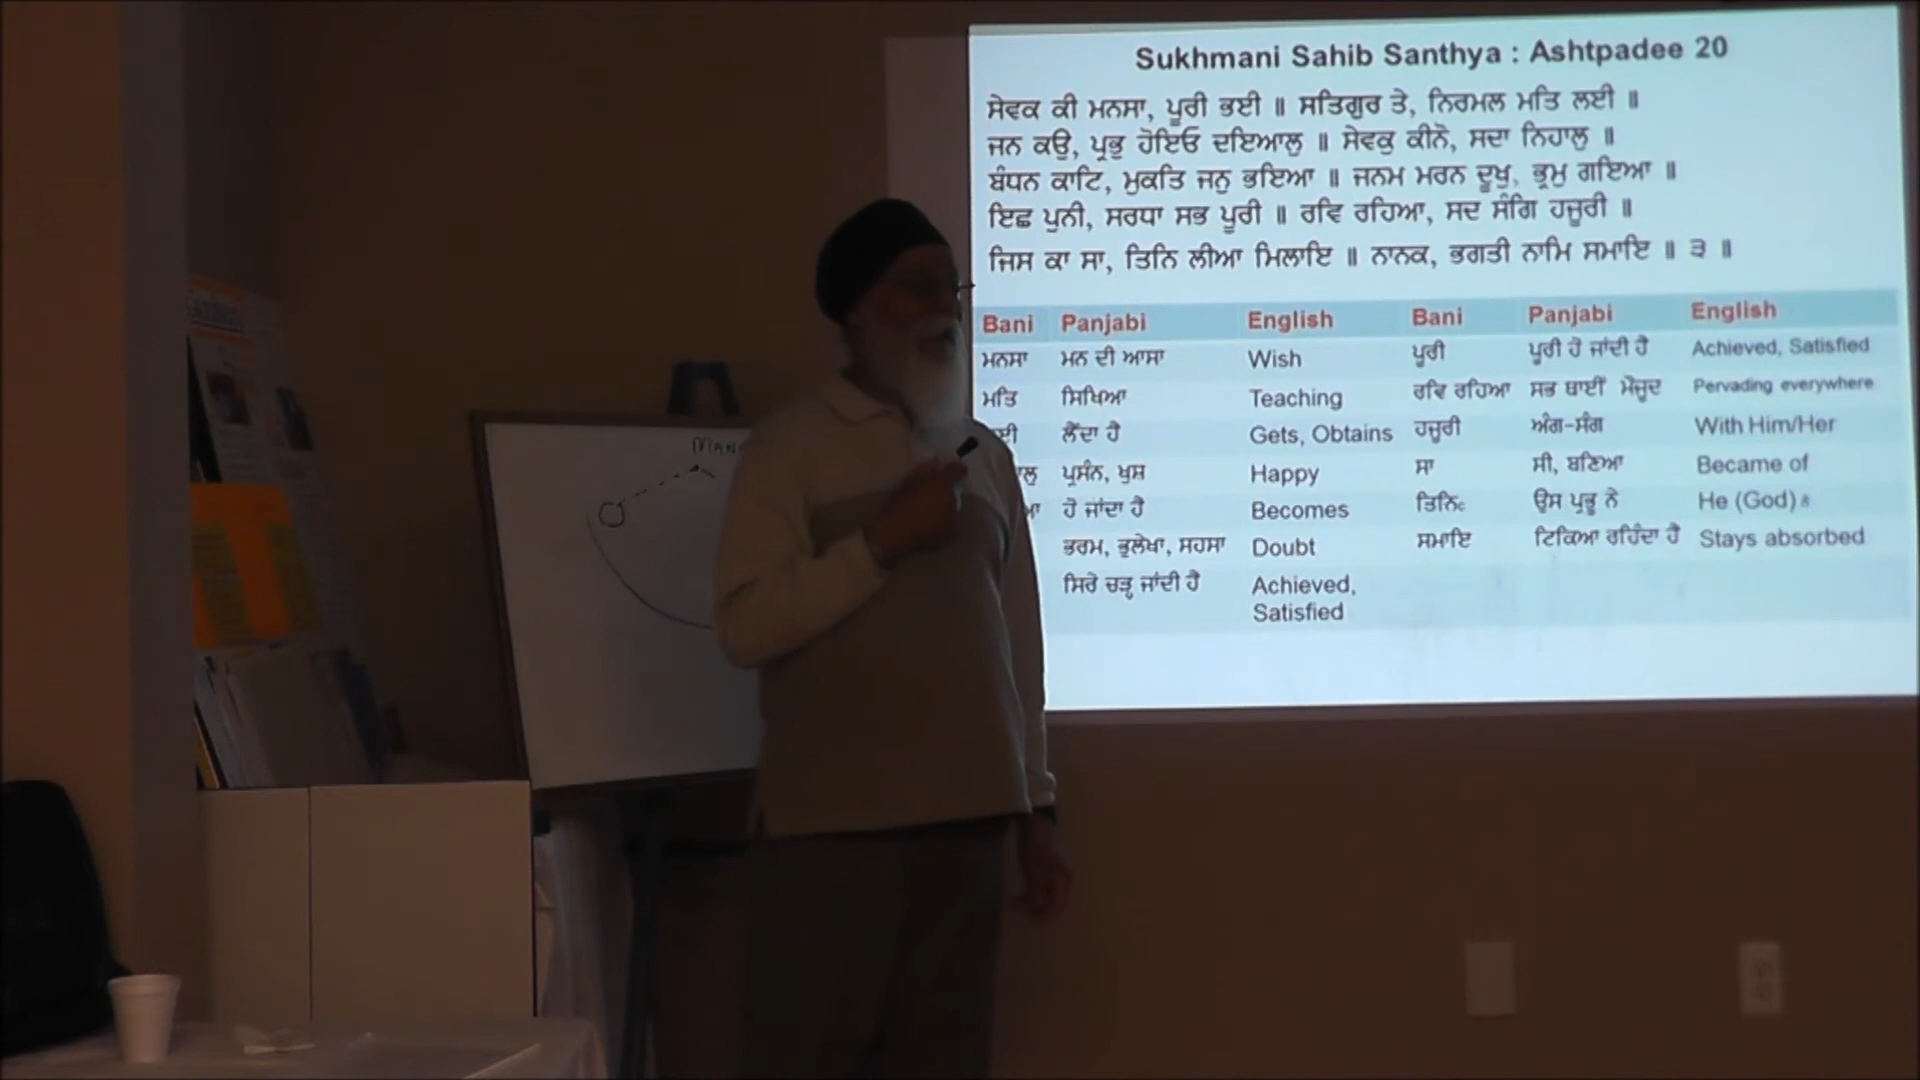 Sukhmani Sahib Santhya : Ashtpadee 20
ਸੇਵਕ ਕੀ ਮਨਸਾ, ਪੂਰੀ ਭਈ ॥ ਸਤਿਗੁਰ ਤੇ, ਨਿਰਮਲ ਮਤਿ ਲਈ ॥
ਜਨ ਕਉ, ਪ੍ਰਭੁ ਹੋਇਓ ਦਇਆਲੁ ॥ ਸੇਵਕੁ ਕੀਨੋ, ਸਦਾ ਨਿਹਾਲੁ ॥
ਬੰਧਨ ਕਾਟਿ, ਮੁਕਤਿ ਜਨੁ ਭਇਆ ॥ ਜਨਮ ਮਰਨ ਦੂਖੁ, ਭ੍ਰਮੁ ਗਇਆ ॥
ਇਛ ਪੁਨੀ, ਸਰਧਾ ਸਭ ਪੂਰੀ ॥ ਰਵਿ ਰਹਿਆ, ਸਦ ਸੰਗਿ ਹਜੂਰੀ ॥
ਜਿਸ ਕਾ ਸਾ, ਤਿਨਿ ਲੀਆ ਮਿਲਾਇ ॥ ਨਾਨਕ, ਭਗਤੀ ਨਾਮਿ ਸਮਾਇ ॥ ੩ ॥
Bani Panjabi English Bani Panjabi English
ਮਨਸਾ ਮਨ ਦੀ ਆਸਾ Wish ਪੂਰੀ ਪੂਰੀ ਹੋ ਜਾਂਦੀ ਹੈ Achieved, Satisfied
ਮਤਿ ਸਿਖਿਆ Teaching ਰਵਿ ਰਹਿਆ ਸਭ ਥਾਈਂ ਮੌਜੂਦ Pervading everywhere
ਲੈਂਦਾ ਹੈ Gets, Obtains ਹਜੂਰੀ ਅੰਗ-ਸੰਗ With Him/Her
ਪ੍ਰਸੰਨ, ਖੁਸ਼ Happy ਸਾ ਸੀ, ਬਣਿਆ Became of
ਹੋ ਜਾਂਦਾ ਹੈ Becomes ਤਿਨਿ ਉਸ ਪ੍ਰਭੂ ਨੇ He (God)
ਭਰਮ, ਭੁਲੇਖਾ, ਸਹਸਾ Doubt ਸਮਾਇ ਟਿਕਿਆ ਰਹਿੰਦਾ ਹੈ Stays absorbed
ਸਿਰੇ ਚੜ੍ਹ ਜਾਂਦੀ ਹੈ Achieved,
Satisfied